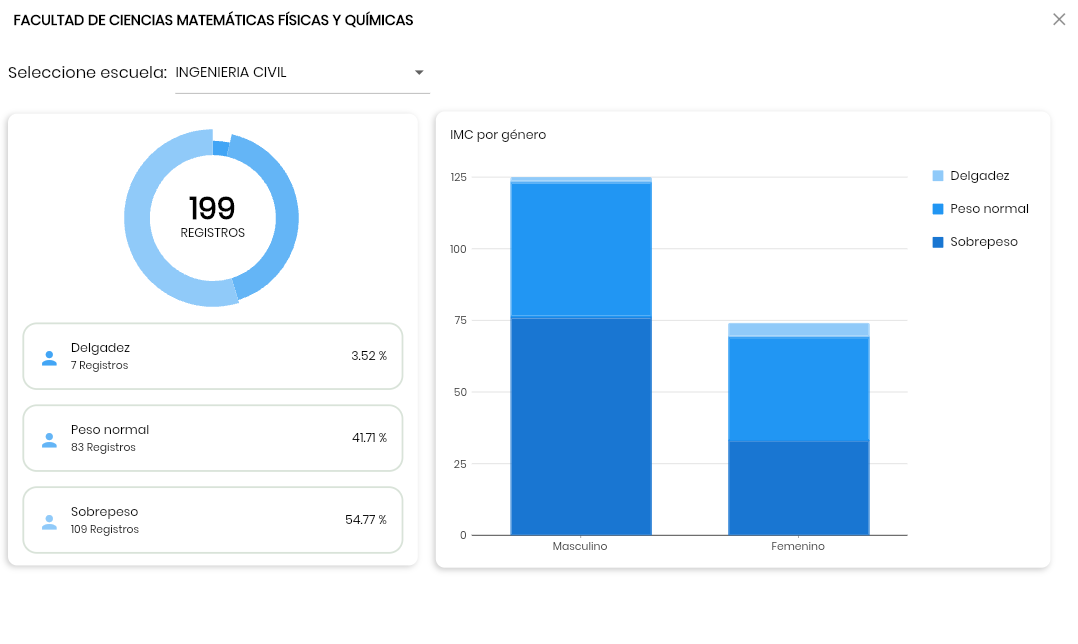 FACULTAD DE CIENCIAS MATEMÁTICAS FÍSICAS Y QUÍMICAS
Seleccione escuela: INGENIERIA CIVIL
199
REGISTROS
Delgadez
7 Registros
3.52 %
Peso normal
83 Registros
41.71 %
Sobrepeso
109 Registros
54.77 %
IMC por género
125
100
75
50
25
0
Masculino
Femenino
Delgadez
Peso normal
Sobrepeso